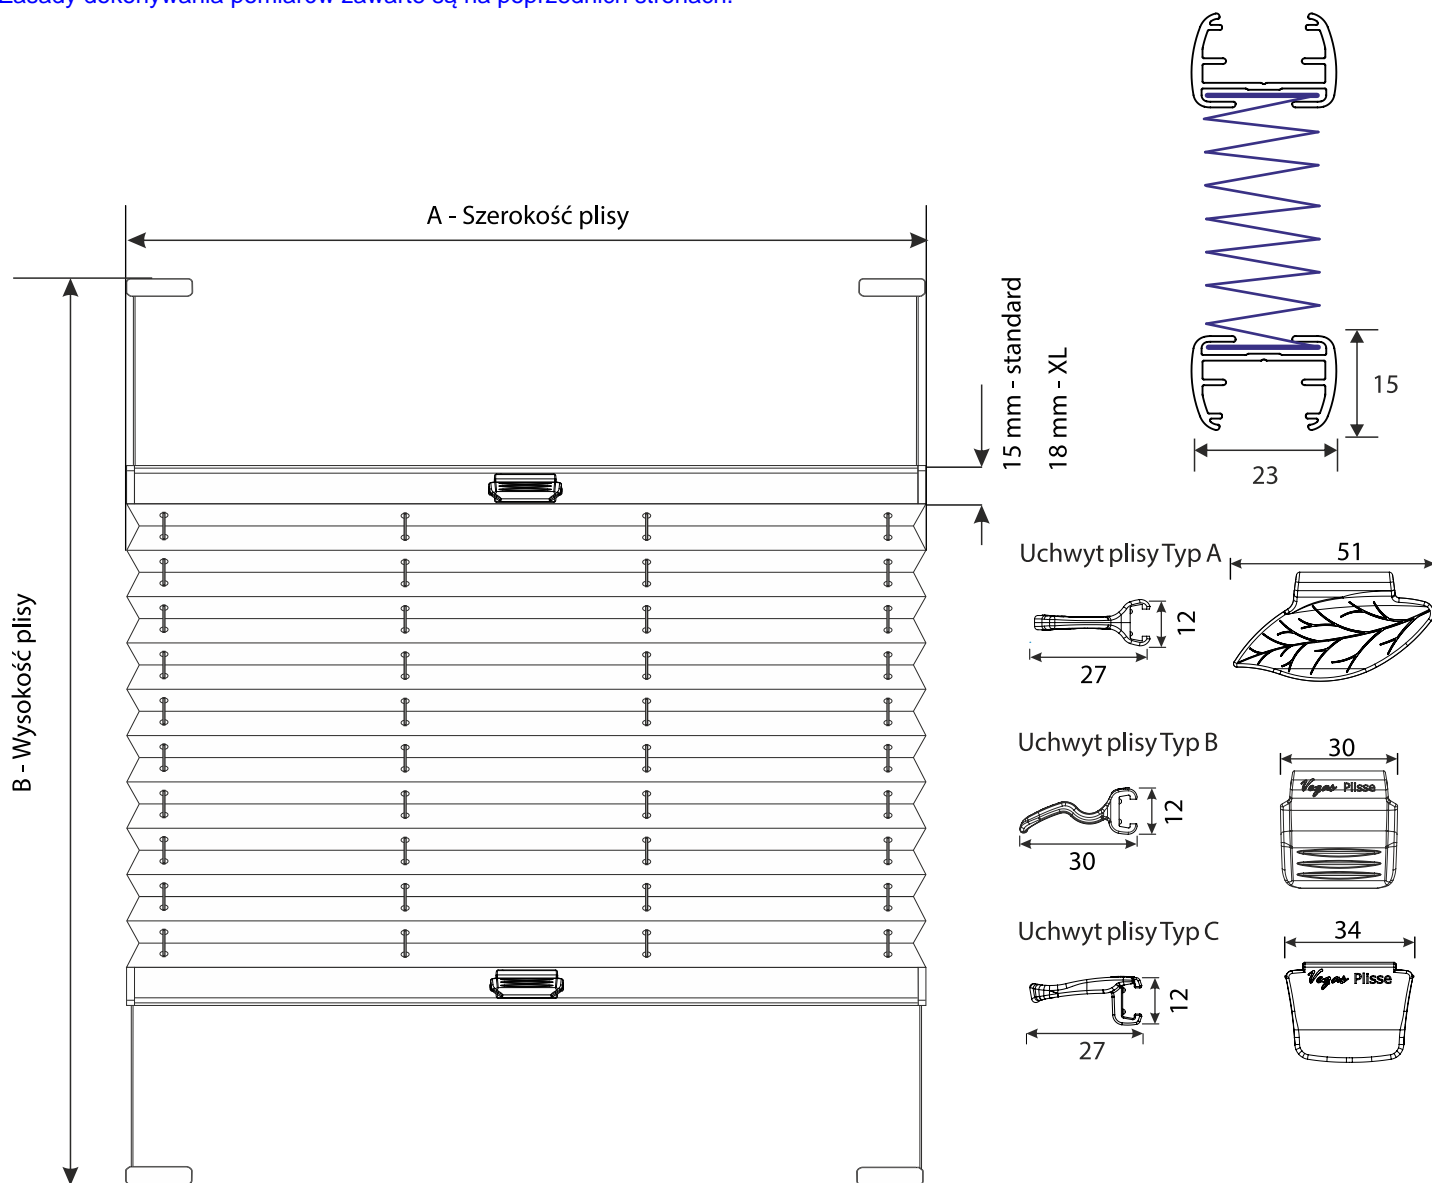 Zasady dokonywania pomiarów zawarte są na poprzednich stronach.
A - Szerokość plisy
B - Wysokość plisy
15 mm - standard
18 mm - XL
15
23
Uchwyt plisy Typ A
51
12
27
Uchwyt plisy Typ B
30
Vegas Plisse
12
30
Uchwyt plisy Typ C
34
Vegas Plisse
12
27